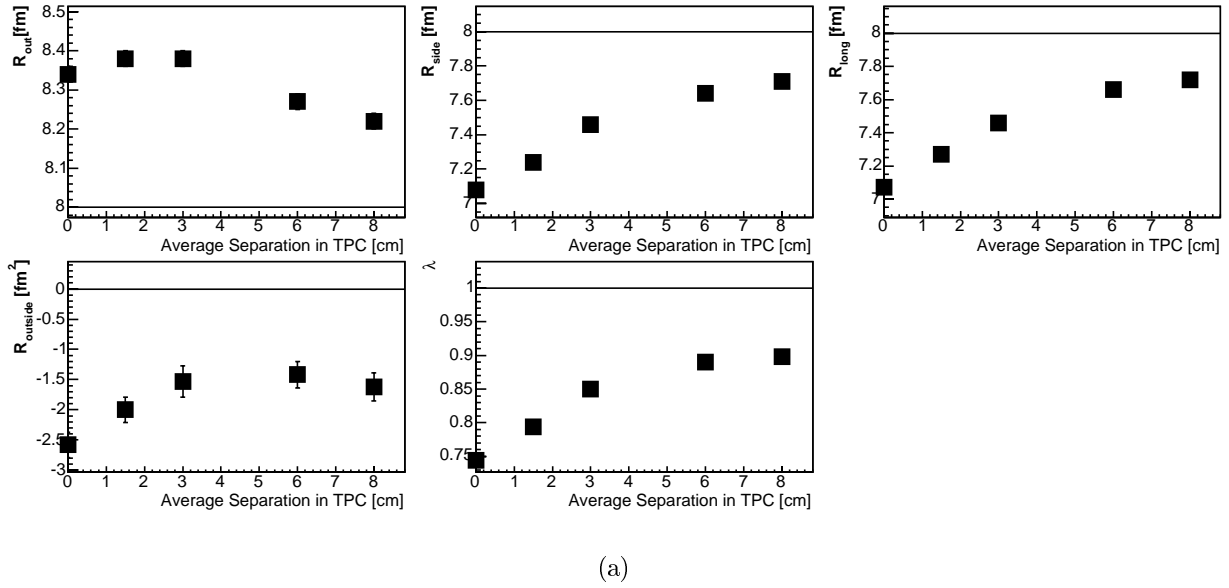 R_out [fm]
8.5
8.4
8.3
8.2
8.1
8
0 1 2 3 4 5 6 7 8
Average Separation in TPC [cm]
R_side [fm]
8
7.8
7.6
7.4
7.2
7
0 1 2 3 4 5 6 7 8
Average Separation in TPC [cm]
R_long [fm]
8
7.8
7.6
7.4
7.2
7
0 1 2 3 4 5 6 7 8
Average Separation in TPC [cm]
R_outside [fm²]
0
-0.5
-1
-1.5
-2
-2.5
-3
0 1 2 3 4 5 6 7 8
Average Separation in TPC [cm]
λ
1
0.95
0.9
0.85
0.8
0.75
0 1 2 3 4 5 6 7 8
Average Separation in TPC [cm]
(a)